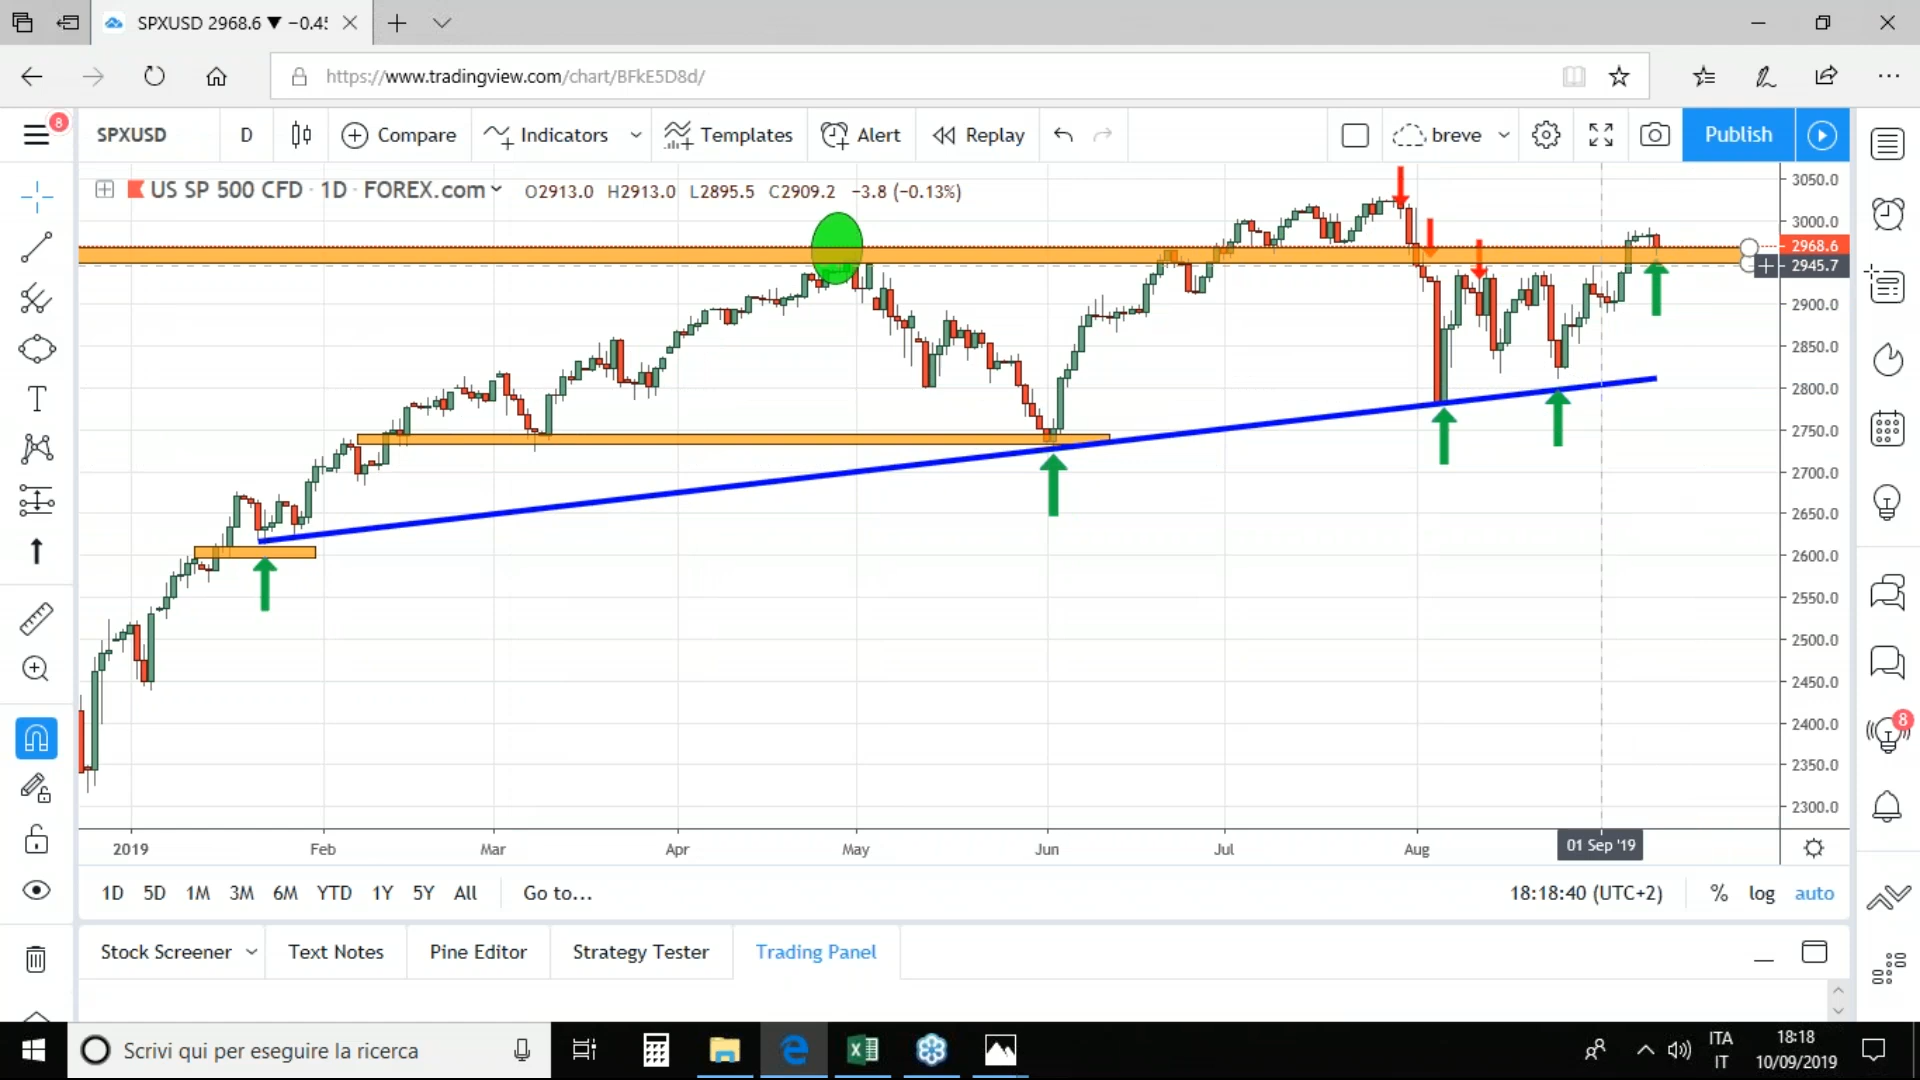 SPXUSD 2968.6 ▼ −0.4
https://www.tradingview.com/chart/BFkE5D8d/
8
SPXUSD D Compare Indicators Templates Alert Replay breve Publish
US SP 500 CFD · 1D · FOREX.com O2913.0 H2913.0 L2895.5 C2909.2 −3.8 (−0.13%)
3050.0
3000.0
2968.6
2945.7
2900.0
2850.0
2800.0
2750.0
2700.0
2650.0
2600.0
2550.0
2500.0
2450.0
2400.0
2350.0
2300.0
8
2019 Feb Mar Apr May Jun Jul Aug 01 Sep '19
1D 5D 1M 3M 6M YTD 1Y 5Y All Go to... 18:18:40 (UTC+2) % log auto
Stock Screener Text Notes Pine Editor Strategy Tester Trading Panel
Scrivi qui per eseguire la ricerca
ITA
IT
18:18
10/09/2019